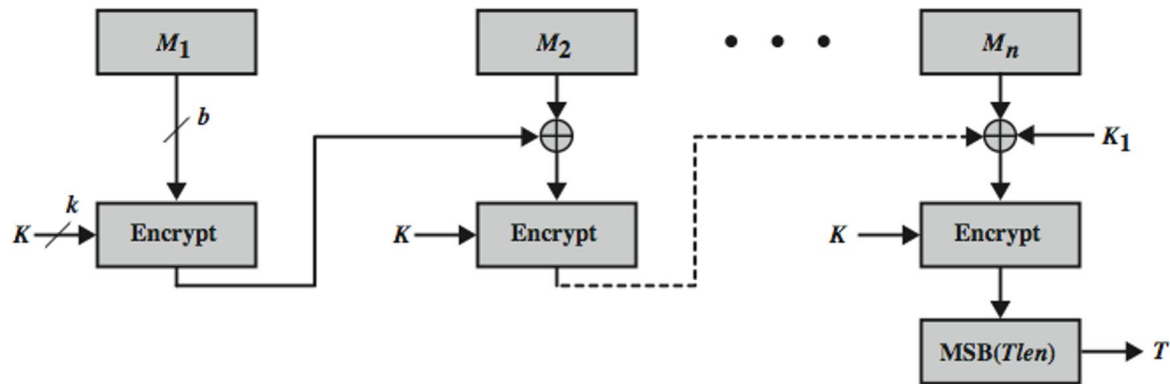 M1 M2 • • • Mn
b
K1
k
K Encrypt K Encrypt K Encrypt
MSB(Tlen) T